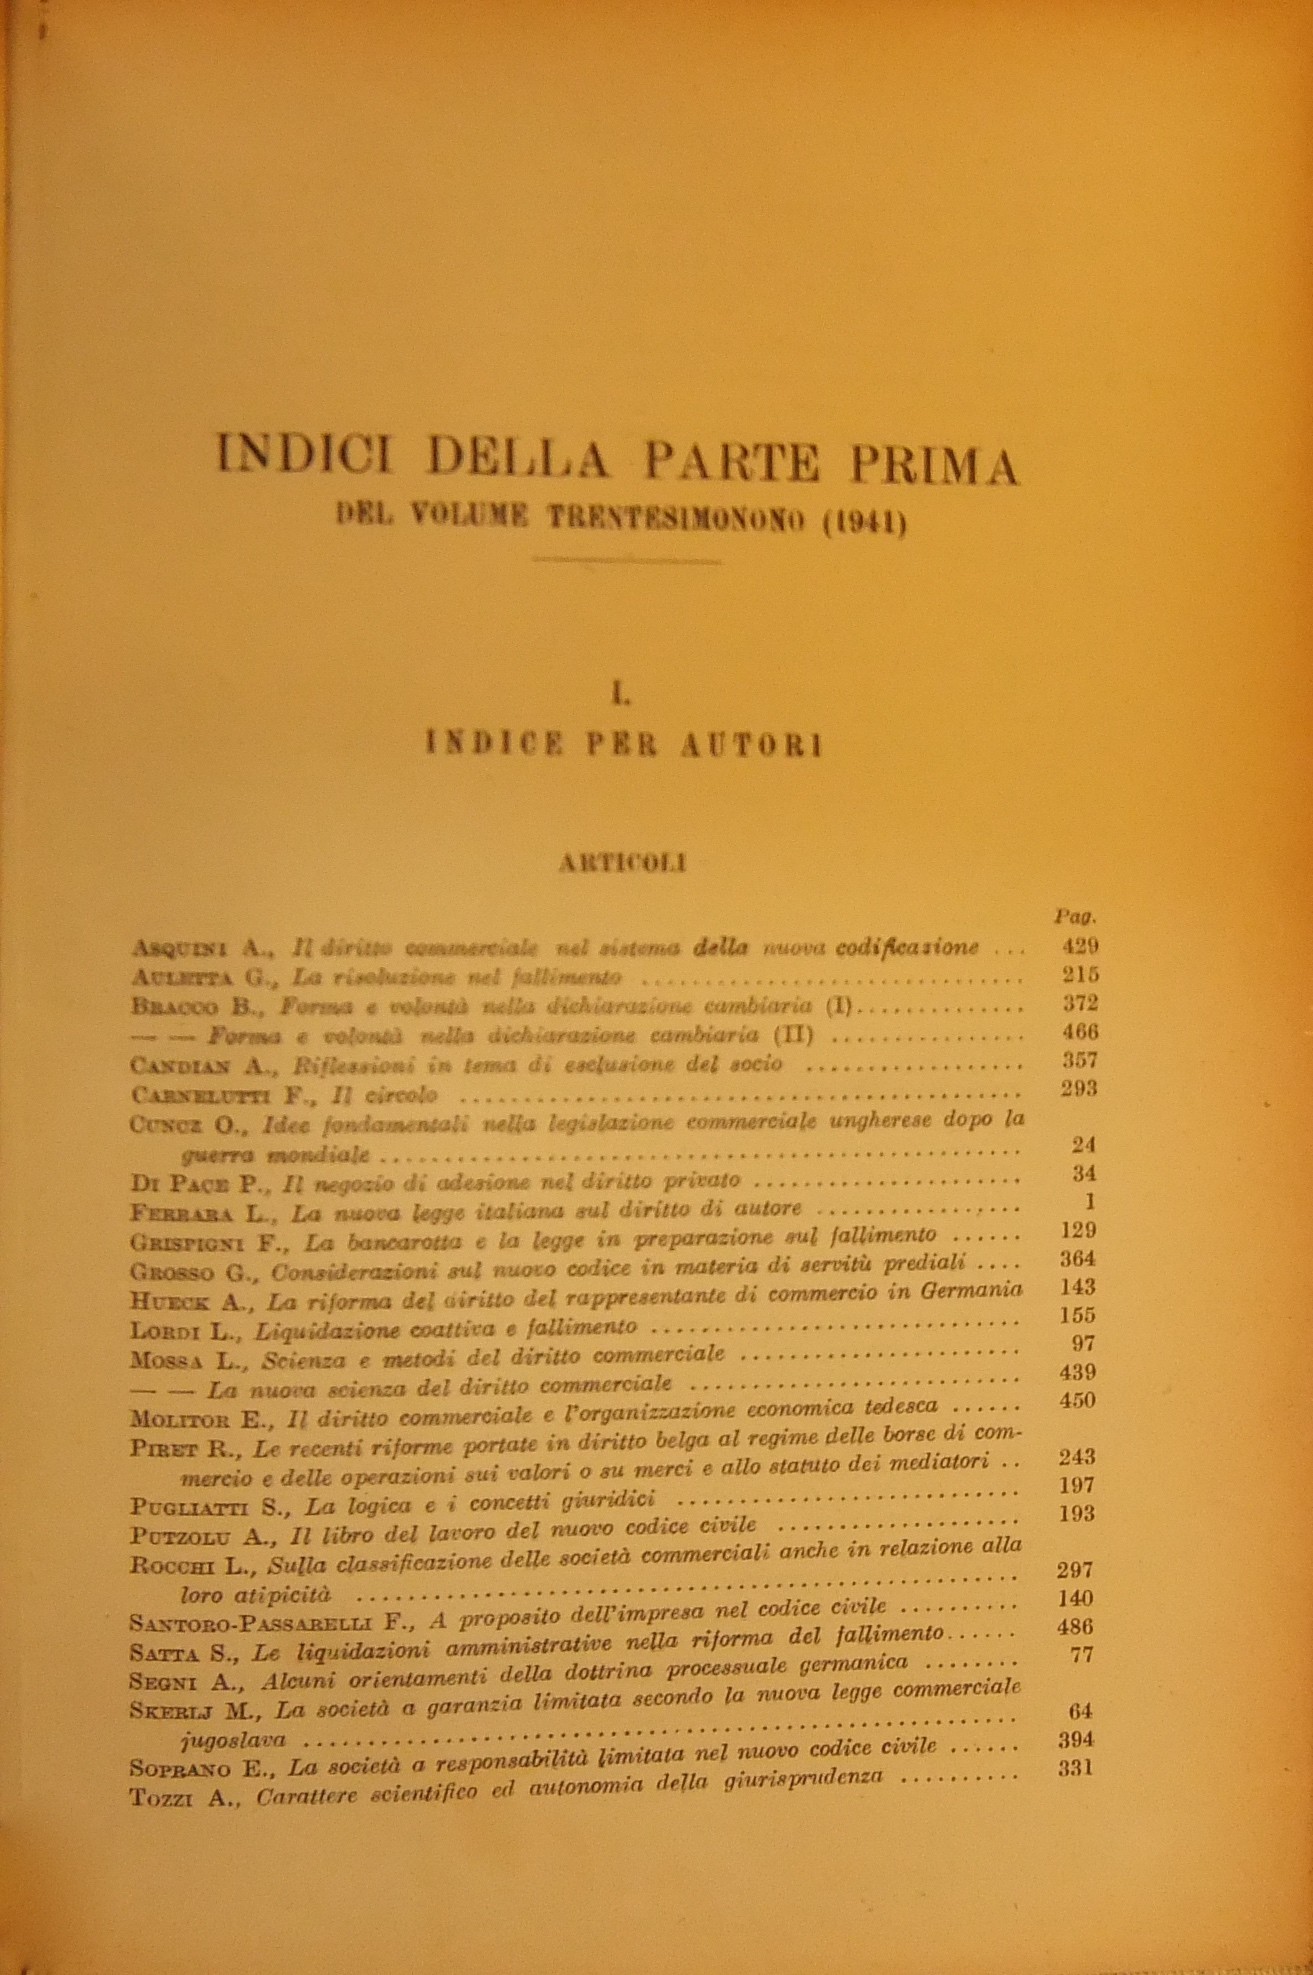 INDICI DELLA PARTE PRIMA
DEL VOLUME TRENTESIMONONO (1941)
I.
INDICE PER AUTORI
ARTICOLI
Pag.
ASQUINI A., Il diritto commerciale nel sistema della nuova codificazione ... 429
AULETTA G., La risoluzione nel fallimento ................................ 215
BRACCO B., Forma e volontà nella dichiarazione cambiaria (I).............. 372
— — Forma e volontà nella dichiarazione cambiaria (II) ................ 466
CANDIAN A., Riflessioni in tema di esclusione del socio .................. 357
CARNELUTTI F., Il circolo ............................................. 293
CUNCZ O., Idee fondamentali nella legislazione commerciale ungherese dopo la
guerra mondiale .................................................... 24
DI PACE P., Il negozio di adesione nel diritto privato ...................... 34
FERRARA L., La nuova legge italiana sul diritto di autore ................. 1
GRISPIGNI F., La bancarotta e la legge in preparazione sul fallimento ...... 129
GROSSO G., Considerazioni sul nuovo codice in materia di servitù prediali .... 364
HUECK A., La riforma del diritto del rappresentante di commercio in Germania 143
LORDI L., Liquidazione coattiva e fallimento .............................. 155
MOSSA L., Scienza e metodi del diritto commerciale ....................... 97
— — La nuova scienza del diritto commerciale ........................... 439
MOLITOR E., Il diritto commerciale e l'organizzazione economica tedesca ...... 450
PIRET R., Le recenti riforme portate in diritto belga al regime delle borse di com-
mercio e delle operazioni sui valori o su merci e allo statuto dei mediatori .. 243
PUGLIATTI S., La logica e i concetti giuridici ............................ 197
PUTZOLU A., Il libro del lavoro del nuovo codice civile .................... 193
ROCCHI L., Sulla classificazione delle società commerciali anche in relazione alla
loro atipicità ...................................................... 297
SANTORO-PASSARELLI F., A proposito dell'impresa nel codice civile .......... 140
SATTA S., Le liquidazioni amministrative nella riforma del fallimento...... 486
SEGNI A., Alcuni orientamenti della dottrina processuale germanica ........ 77
SKERLJ M., La società a garanzia limitata secondo la nuova legge commerciale
jugoslava .......................................................... 64
SOPRANO E., La società a responsabilità limitata nel nuovo codice civile ...... 394
TOZZI A., Carattere scientifico ed autonomia della giurisprudenza .......... 331